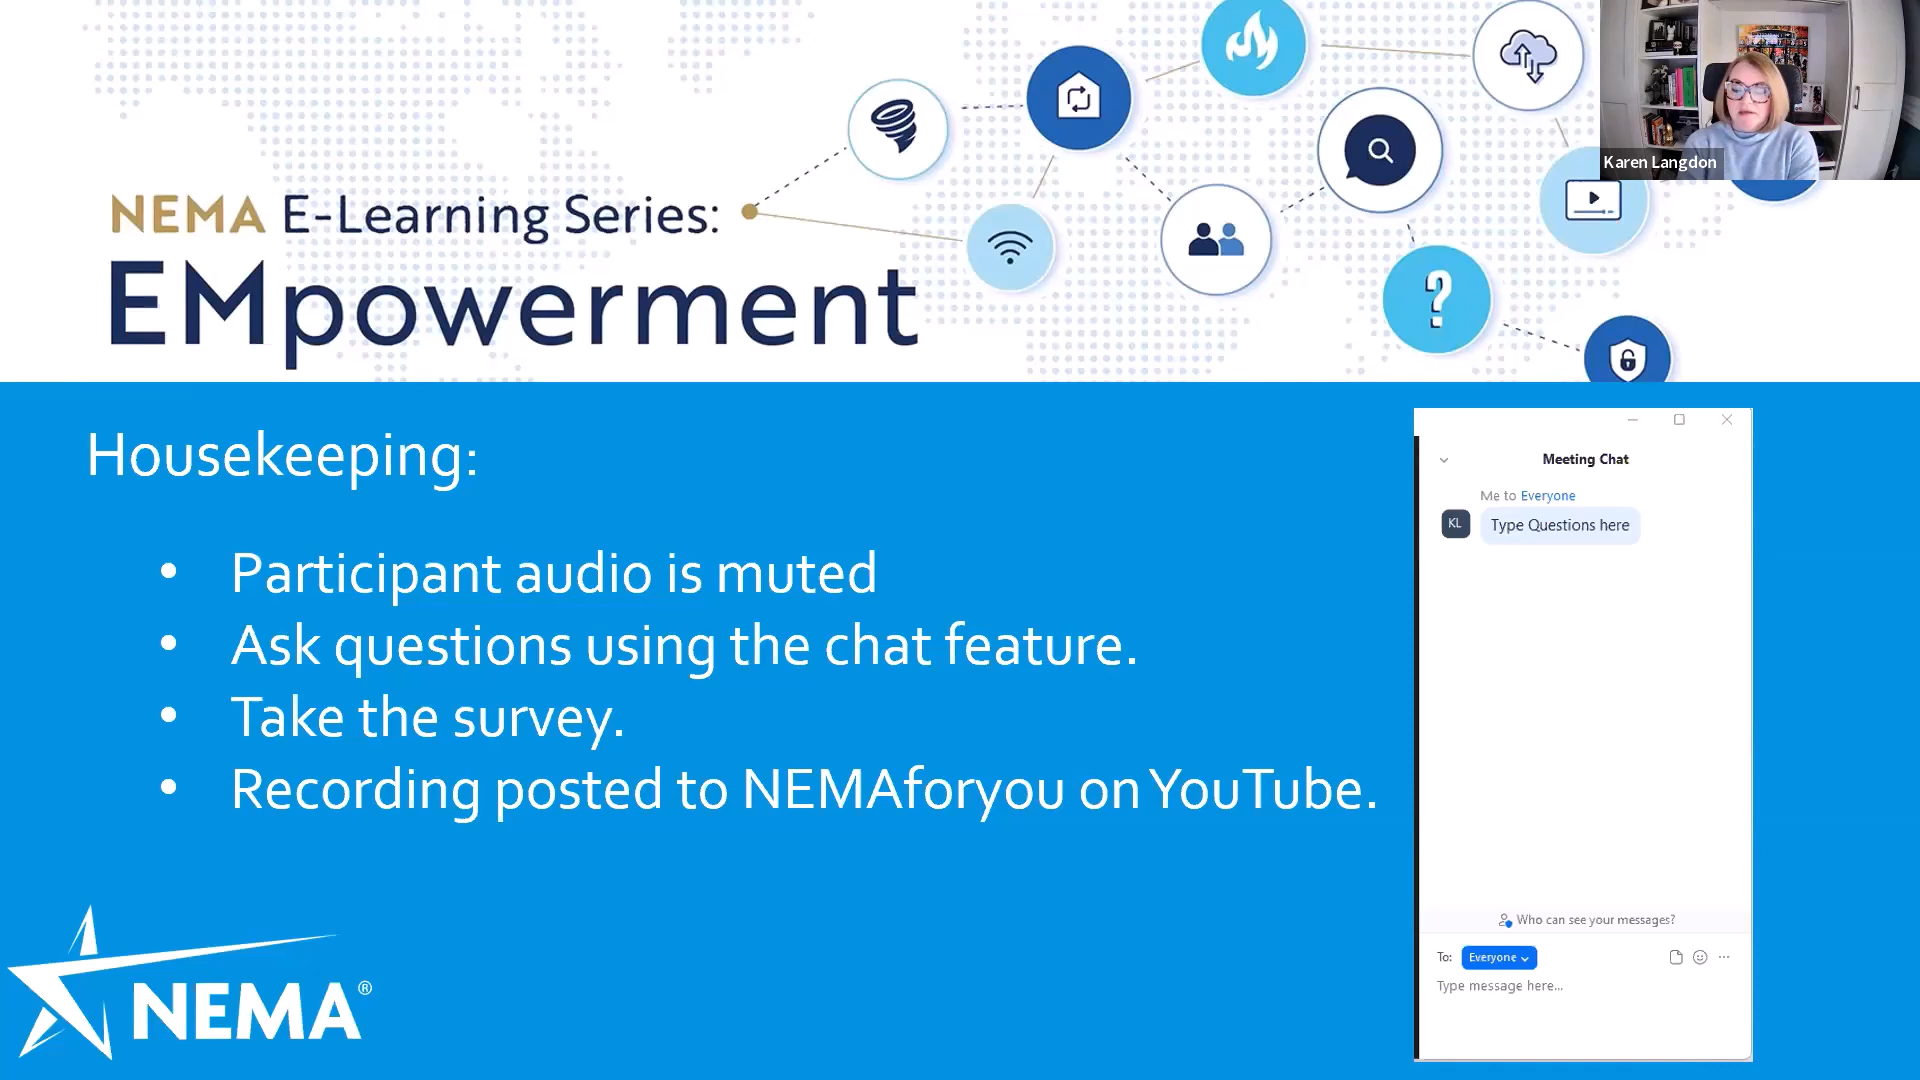 Karen Langdon
NEMA E-Learning Series:
EMpowerment
?
Housekeeping:
• Participant audio is muted
• Ask questions using the chat feature.
• Take the survey.
• Recording posted to NEMAforyou on YouTube.
NEMA®
Meeting Chat
Me to Everyone
KL
Type Questions here
Who can see your messages?
To: Everyone
Type message here...